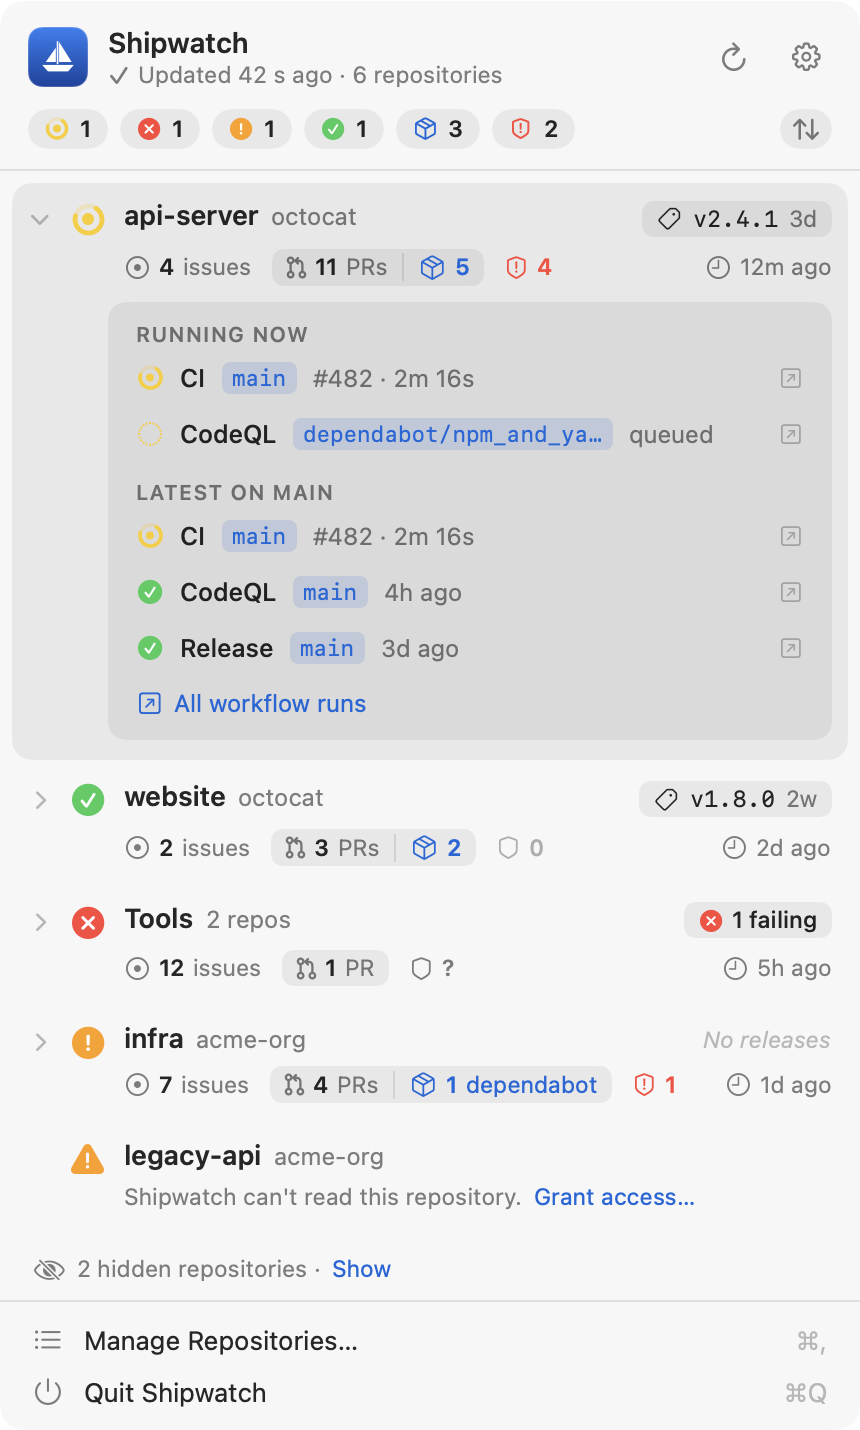 Shipwatch
Updated 42 s ago · 6 repositories
1 1 1 1 3 2
api-server octocat v2.4.1 3d
4 issues 11 PRs 5 4 12m ago
RUNNING NOW
CI main #482 · 2m 16s
CodeQL dependabot/npm_and_ya… queued
LATEST ON MAIN
CI main #482 · 2m 16s
CodeQL main 4h ago
Release main 3d ago
All workflow runs
website octocat v1.8.0 2w
2 issues 3 PRs 2 0 2d ago
Tools 2 repos 1 failing
12 issues 1 PR ? 5h ago
infra acme-org No releases
7 issues 4 PRs 1 dependabot 1 1d ago
legacy-api acme-org
Shipwatch can't read this repository. Grant access…
2 hidden repositories · Show
Manage Repositories… ⌘,
Quit Shipwatch ⌘Q